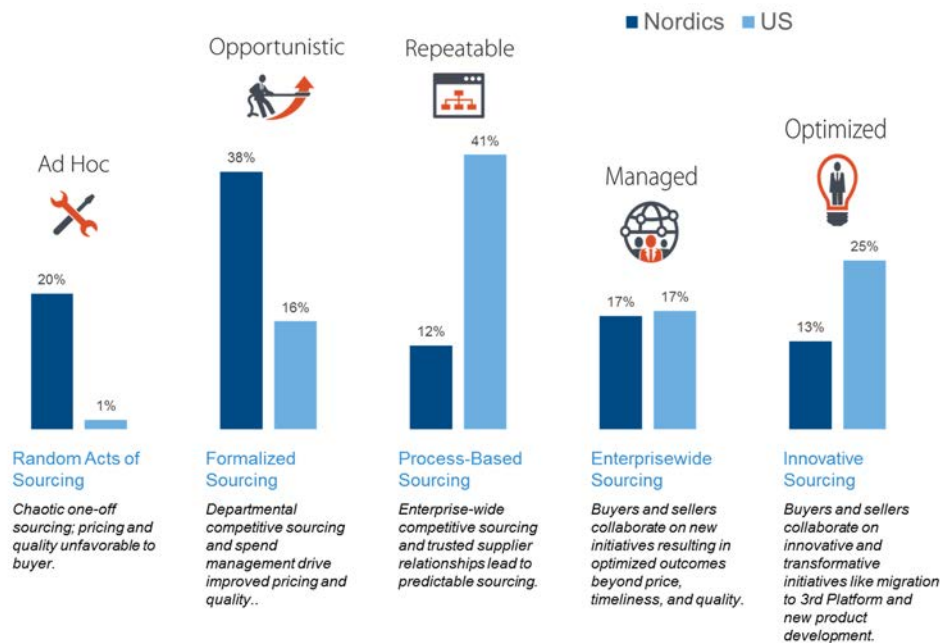 Nordics US
Opportunistic
Repeatable
Ad Hoc
Managed
Optimized
20%
1%
38%
16%
12%
41%
17%
17%
13%
25%
Random Acts of
Sourcing
Chaotic one-off
sourcing; pricing and
quality unfavorable to
buyer.
Formalized
Sourcing
Departmental
competitive sourcing
and spend
management drive
improved pricing and
quality..
Process-Based
Sourcing
Enterprise-wide
competitive sourcing
and trusted supplier
relationships lead to
predictable sourcing.
Enterprisewide
Sourcing
Buyers and sellers
collaborate on new
initiatives resulting in
optimized outcomes
beyond price,
timeliness, and quality.
Innovative
Sourcing
Buyers and sellers
collaborate on
innovative and
transformative
initiatives like migration
to 3rd Platform and
new product
development.